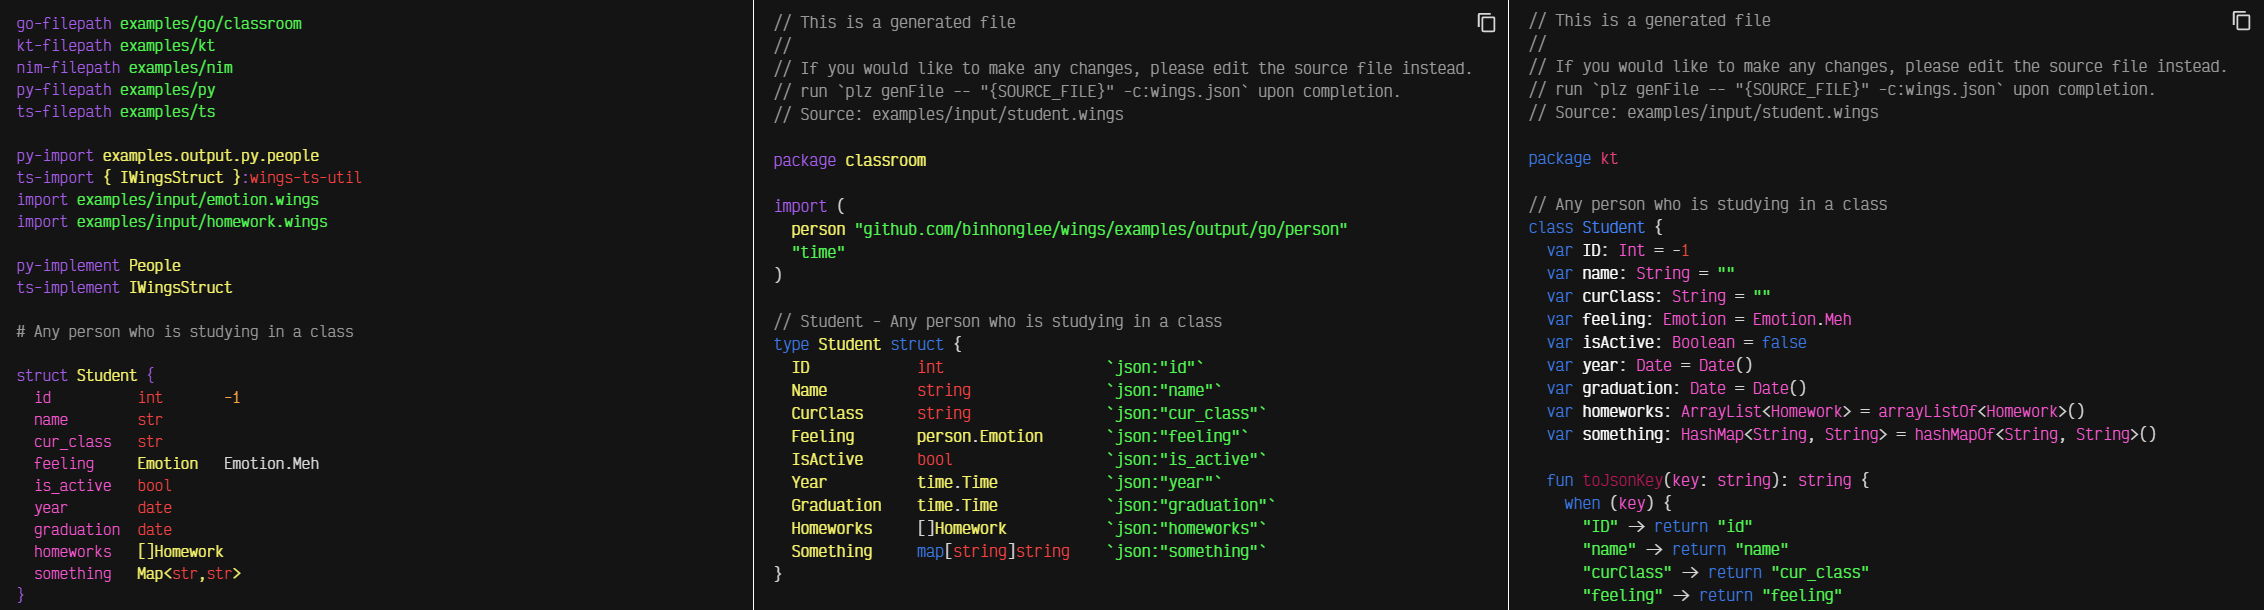 go-filepath examples/go/classroom
kt-filepath examples/kt
nim-filepath examples/nim
py-filepath examples/py
ts-filepath examples/ts
py-import examples.output.py.people
ts-import { IWingsStruct }:wings-ts-util
import examples/input/emotion.wings
import examples/input/homework.wings
py-implement People
ts-implement IWingsStruct
# Any person who is studying in a class
struct Student {
  id          int       -1
  name        str
  cur_class   str
  feeling     Emotion   Emotion.Meh
  is_active   bool
  year        date
  graduation  date
  homeworks   []Homework
  something   Map<str,str>
}
// This is a generated file
//
// If you would like to make any changes, please edit the source file instead.
// run `plz genFile -- "{SOURCE_FILE}" -c:wings.json` upon completion.
// Source: examples/input/student.wings
package classroom
import (
  person "github.com/binhonglee/wings/examples/output/go/person"
  "time"
)
// Student - Any person who is studying in a class
type Student struct {
  ID            int                  `json:"id"`
  Name          string               `json:"name"`
  CurClass      string               `json:"cur_class"`
  Feeling       person.Emotion       `json:"feeling"`
  IsActive      bool                 `json:"is_active"`
  Year          time.Time            `json:"year"`
  Graduation    time.Time            `json:"graduation"`
  Homeworks     []Homework           `json:"homeworks"`
  Something     map[string]string    `json:"something"`
}
// This is a generated file
//
// If you would like to make any changes, please edit the source file instead.
// run `plz genFile -- "{SOURCE_FILE}" -c:wings.json` upon completion.
// Source: examples/input/student.wings
package kt
// Any person who is studying in a class
class Student {
  var ID: Int = -1
  var name: String = ""
  var curClass: String = ""
  var feeling: Emotion = Emotion.Meh
  var isActive: Boolean = false
  var year: Date = Date()
  var graduation: Date = Date()
  var homeworks: ArrayList<Homework> = arrayListOf<Homework>()
  var something: HashMap<String, String> = hashMapOf<String, String>()
  fun toJsonKey(key: string): string {
    when (key) {
      "ID" -> return "id"
      "name" -> return "name"
      "curClass" -> return "cur_class"
      "feeling" -> return "feeling"